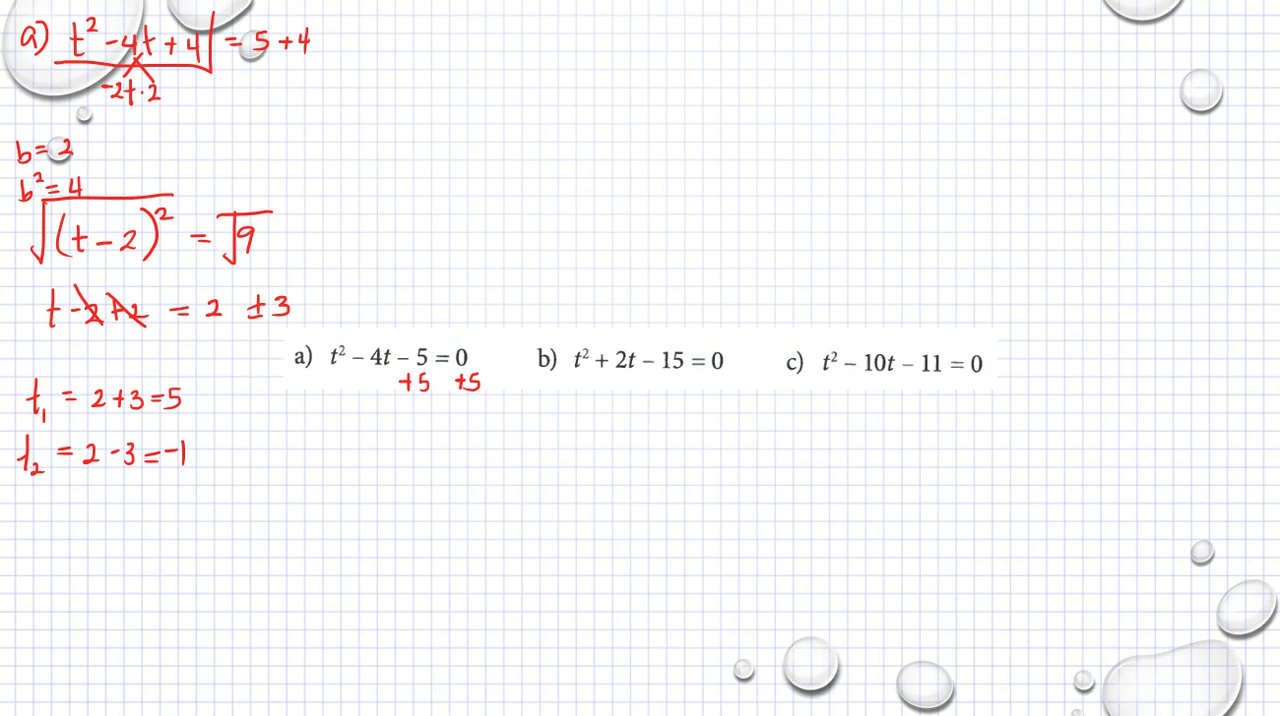 a) t² - 4t + 4 = 5 + 4
-2t·2
b = 2
b² = 4
√(t - 2)² = √9
t - 2 + 2 = 2 ± 3
a) t² – 4t – 5 = 0 b) t² + 2t – 15 = 0 c) t² – 10t – 11 = 0
+5 +5
t₁ = 2 + 3 = 5
t₂ = 2 - 3 = -1